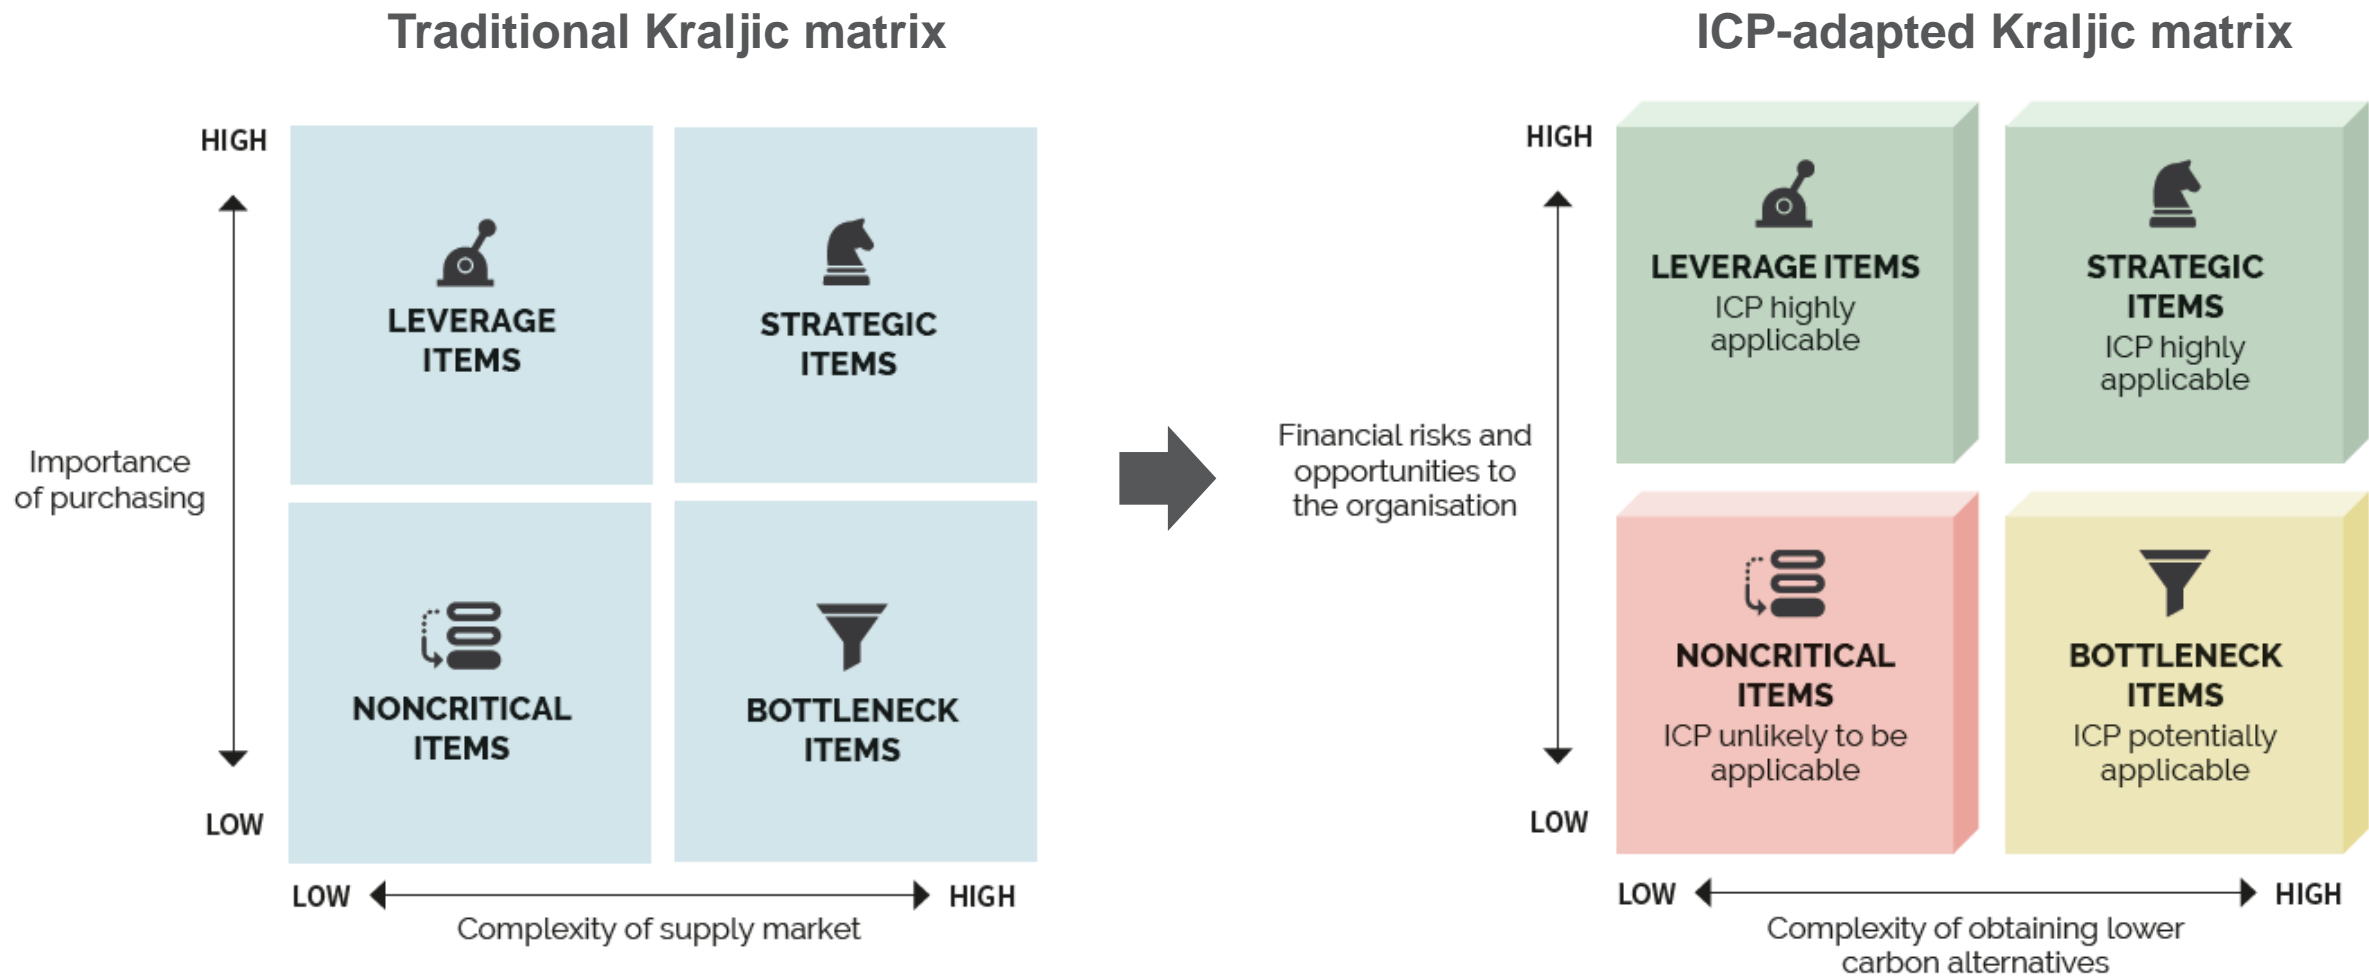 Traditional Kraljic matrix
HIGH
LEVERAGE
ITEMS
STRATEGIC
ITEMS
Importance
of purchasing
NONCRITICAL
ITEMS
BOTTLENECK
ITEMS
LOW
LOW
HIGH
Complexity of supply market
ICP-adapted Kraljic matrix
HIGH
LEVERAGE ITEMS
ICP highly
applicable
STRATEGIC
ITEMS
ICP highly
applicable
Financial risks and
opportunities to
the organisation
NONCRITICAL
ITEMS
ICP unlikely to be
applicable
BOTTLENECK
ITEMS
ICP potentially
applicable
LOW
LOW
HIGH
Complexity of obtaining lower
carbon alternatives